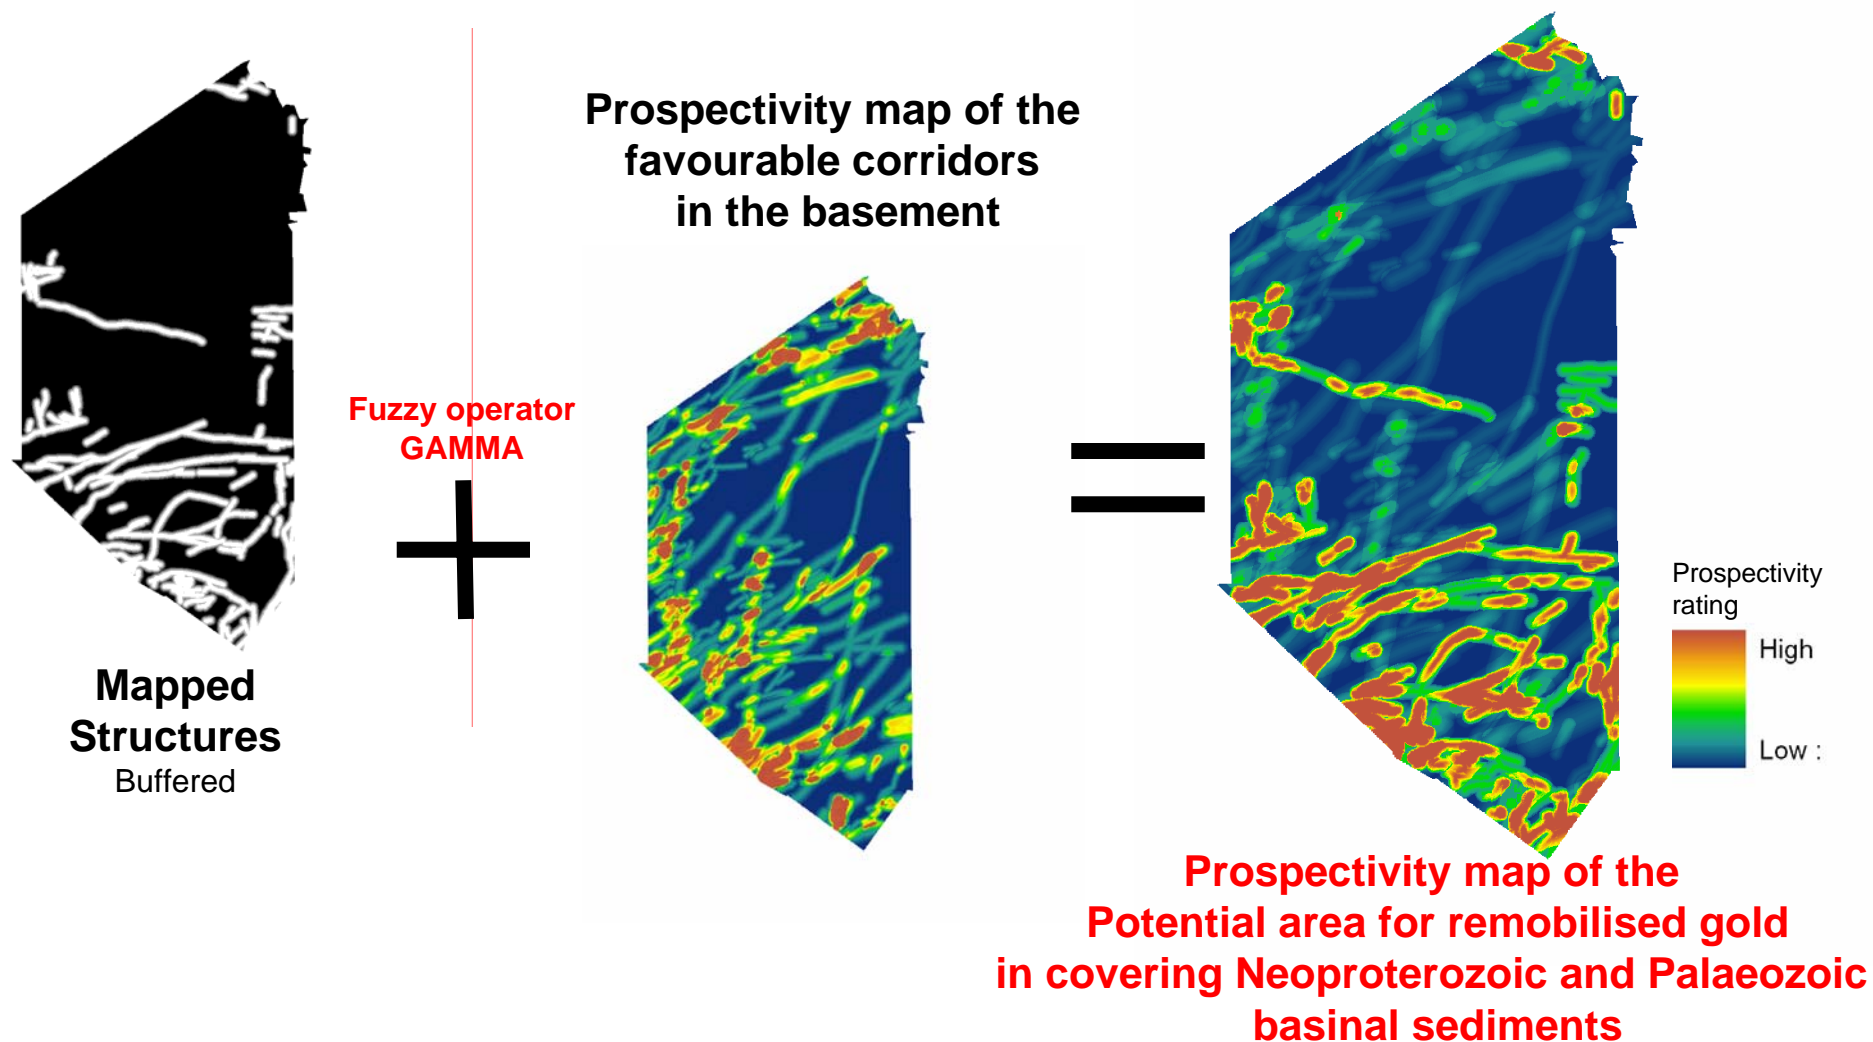 Mapped
Structures
Buffered
Fuzzy operator
GAMMA
Prospectivity map of the
favourable corridors
in the basement
Prospectivity
rating
High
Low :
Prospectivity map of the
Potential area for remobilised gold
in covering Neoproterozoic and Palaeozoic
basinal sediments